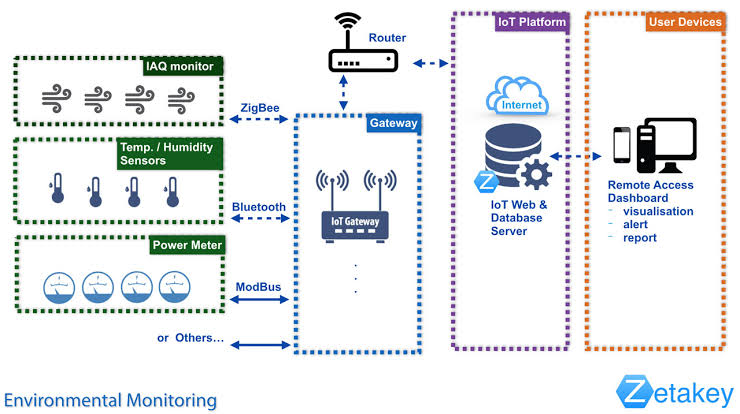 Router
IoT Platform
User Devices
IAQ monitor
ZigBee
Gateway
Internet
Temp. / Humidity
Sensors
Bluetooth
IoT Gateway
Z
IoT Web &
Database
Server
Remote Access
Dashboard
- visualisation
- alert
- report
Power Meter
ModBus
or Others...
Environmental Monitoring
Zetakey